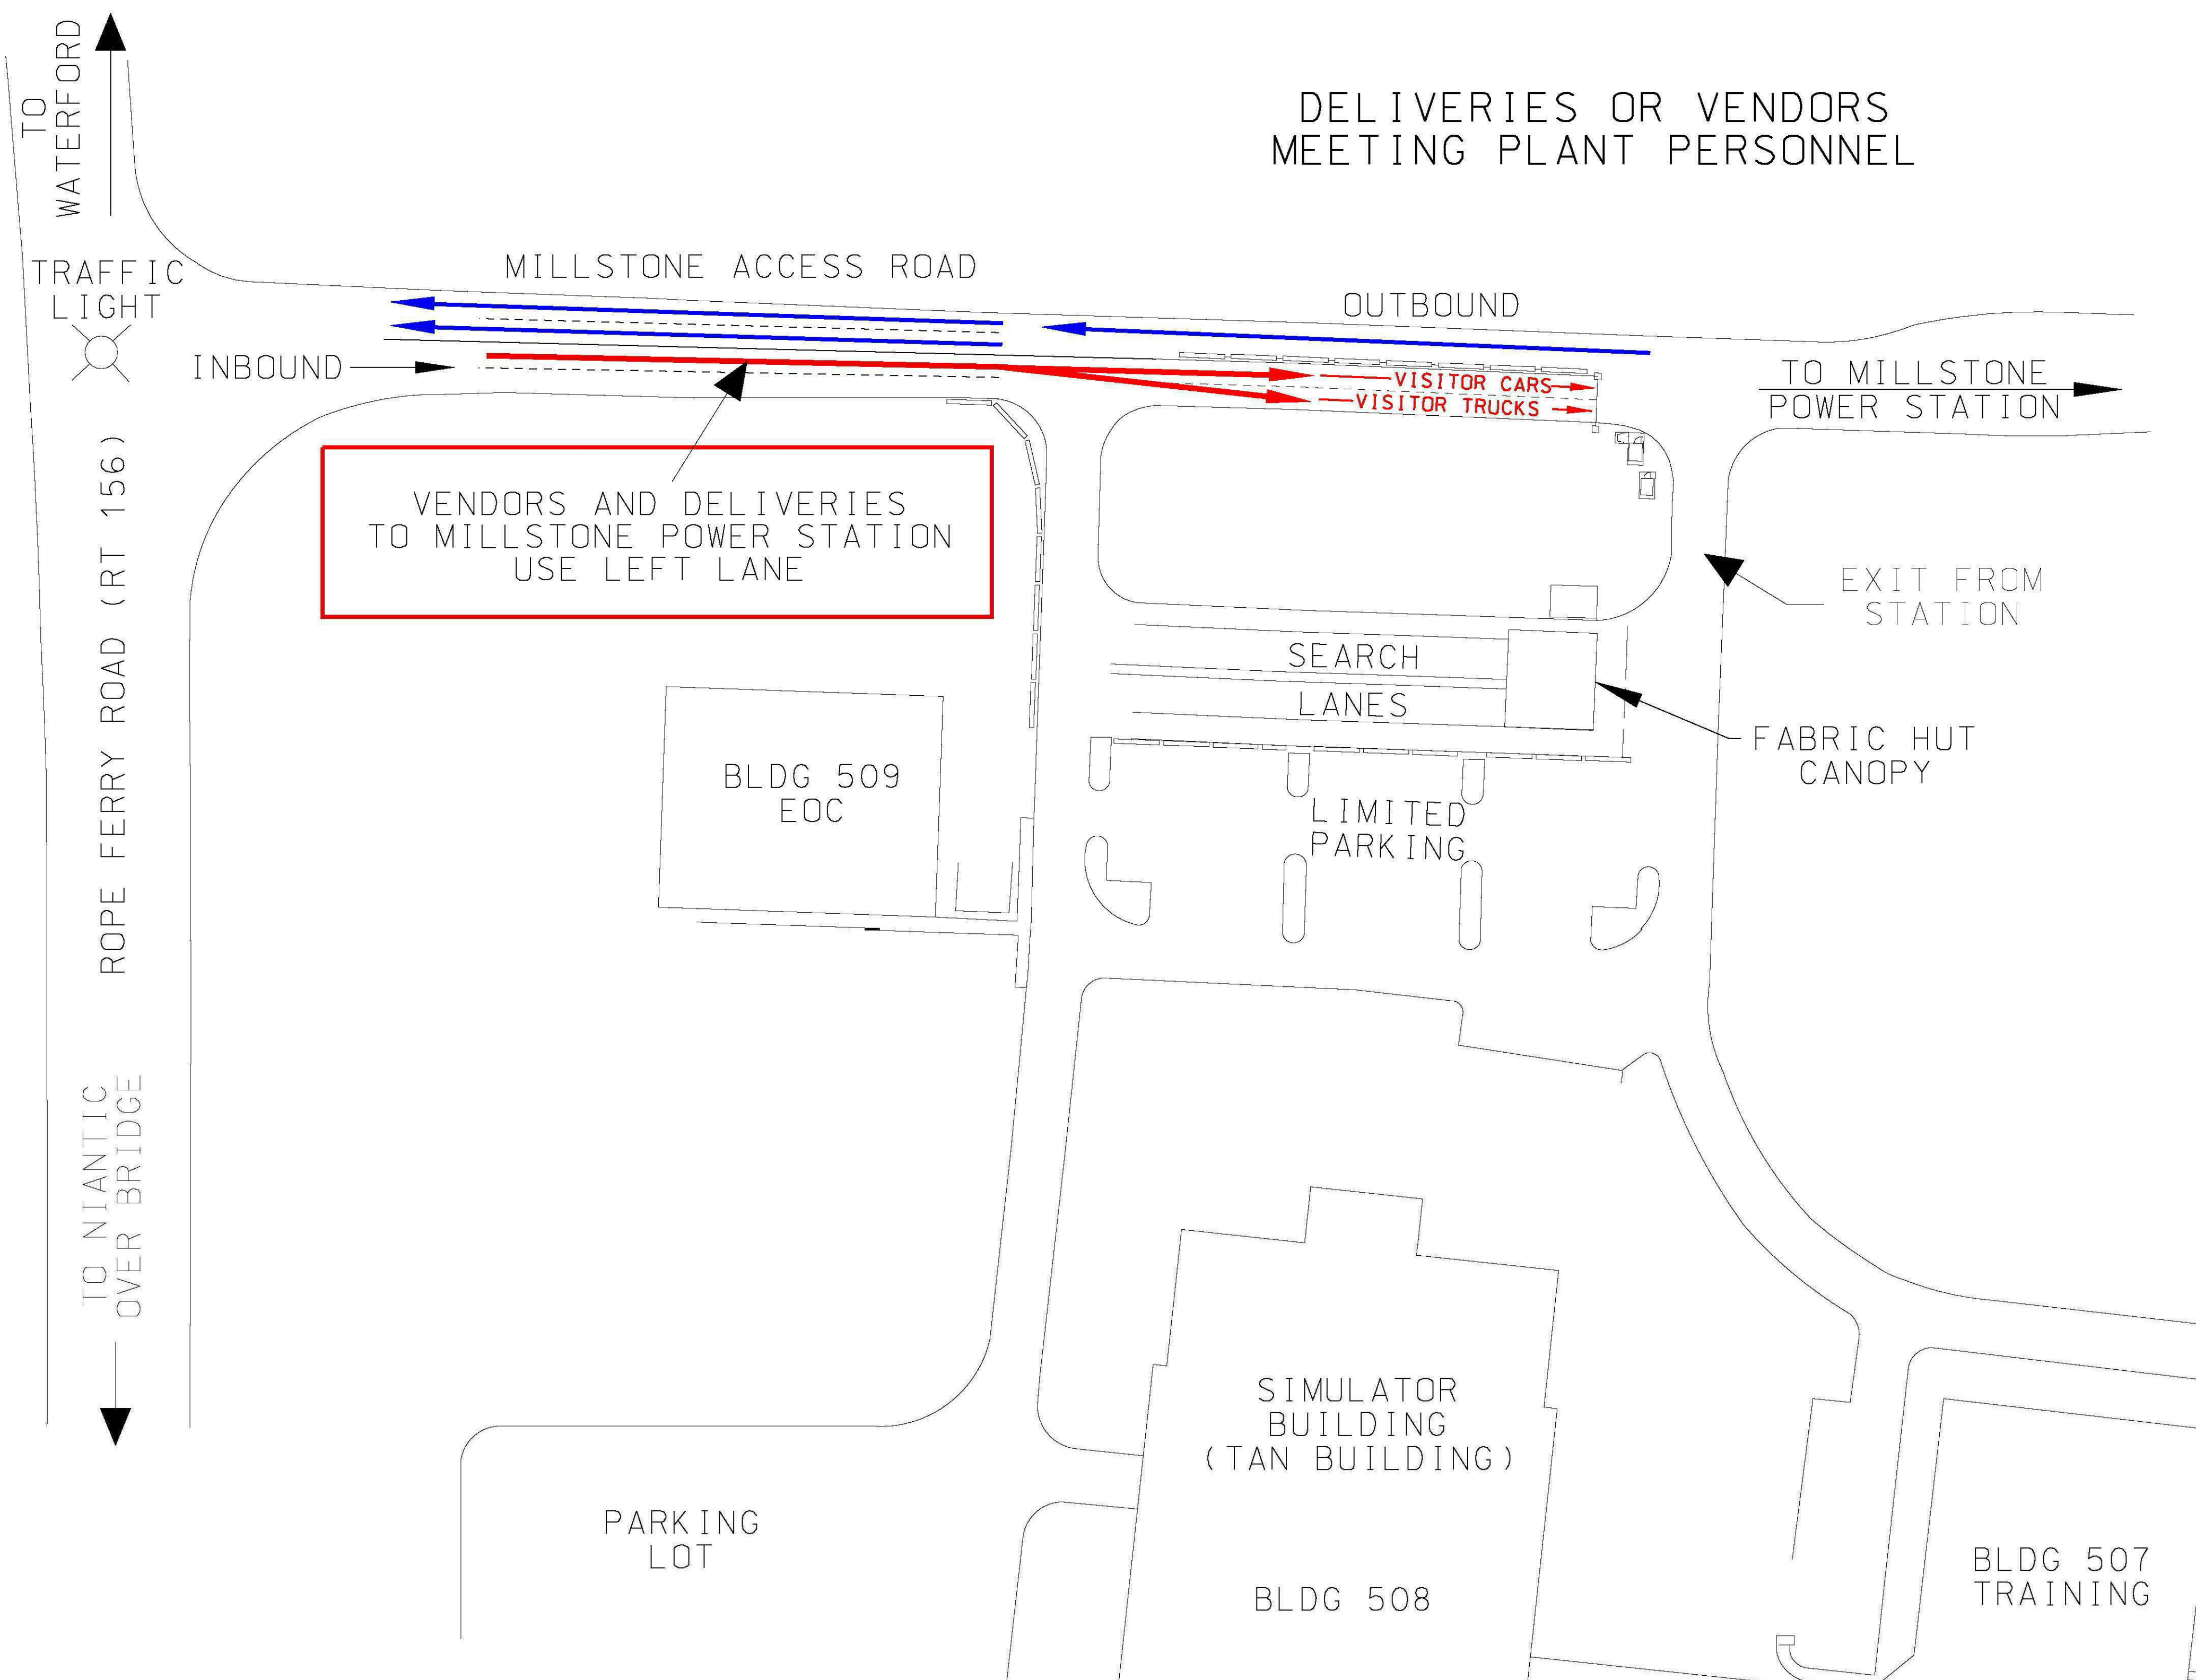 DELIVERIES OR VENDORS
MEETING PLANT PERSONNEL
TO
WATERFORD
TRAFFIC
LIGHT
MILLSTONE ACCESS ROAD
OUTBOUND
INBOUND
VISITOR CARS
VISITOR TRUCKS
TO MILLSTONE
POWER STATION
ROPE FERRY ROAD (RT 156)
VENDORS AND DELIVERIES
TO MILLSTONE POWER STATION
USE LEFT LANE
EXIT FROM
STATION
SEARCH
LANES
FABRIC HUT
CANOPY
BLDG 509
EOC
LIMITED
PARKING
TO NIANTIC
OVER BRIDGE
SIMULATOR
BUILDING
(TAN BUILDING)
BLDG 508
PARKING
LOT
BLDG 507
TRAINING